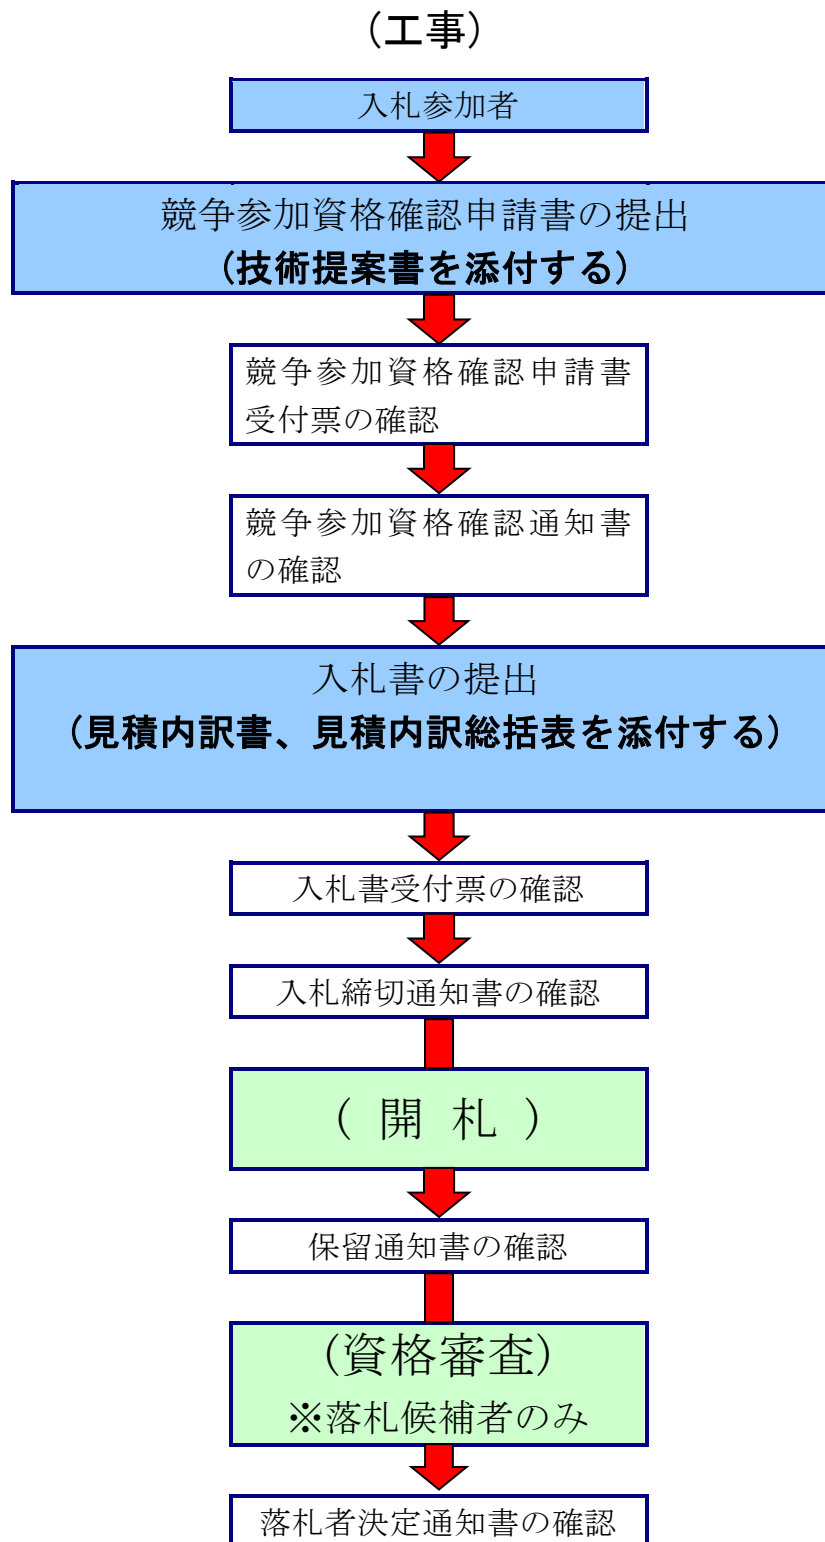 （工事）
入札参加者
競争参加資格確認申請書の提出
（技術提案書を添付する）
競争参加資格確認申請書
受付票の確認
競争参加資格確認通知書
の確認
入札書の提出
（見積内訳書、見積内訳総括表を添付する）
入札書受付票の確認
入札締切通知書の確認
（ 開 札 ）
保留通知書の確認
（資格審査）
※落札候補者のみ
落札者決定通知書の確認